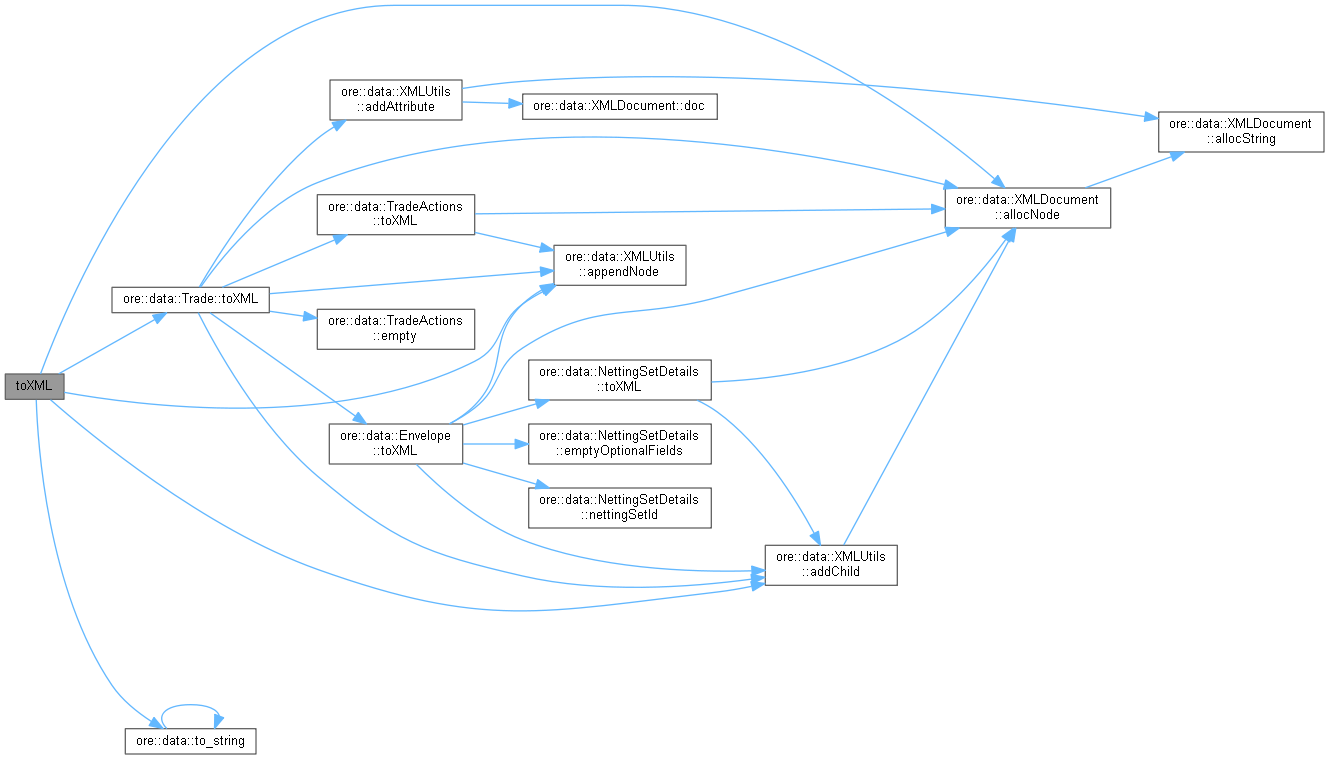 ore::data::XMLUtils
::addAttribute
ore::data::XMLDocument::doc
ore::data::XMLDocument
::allocString
ore::data::TradeActions
::toXML
ore::data::XMLDocument
::allocNode
ore::data::XMLUtils
::appendNode
ore::data::Trade::toXML
ore::data::TradeActions
::empty
toXML
ore::data::NettingSetDetails
::toXML
ore::data::Envelope
::toXML
ore::data::NettingSetDetails
::emptyOptionalFields
ore::data::NettingSetDetails
::nettingSetId
ore::data::XMLUtils
::addChild
ore::data::to_string